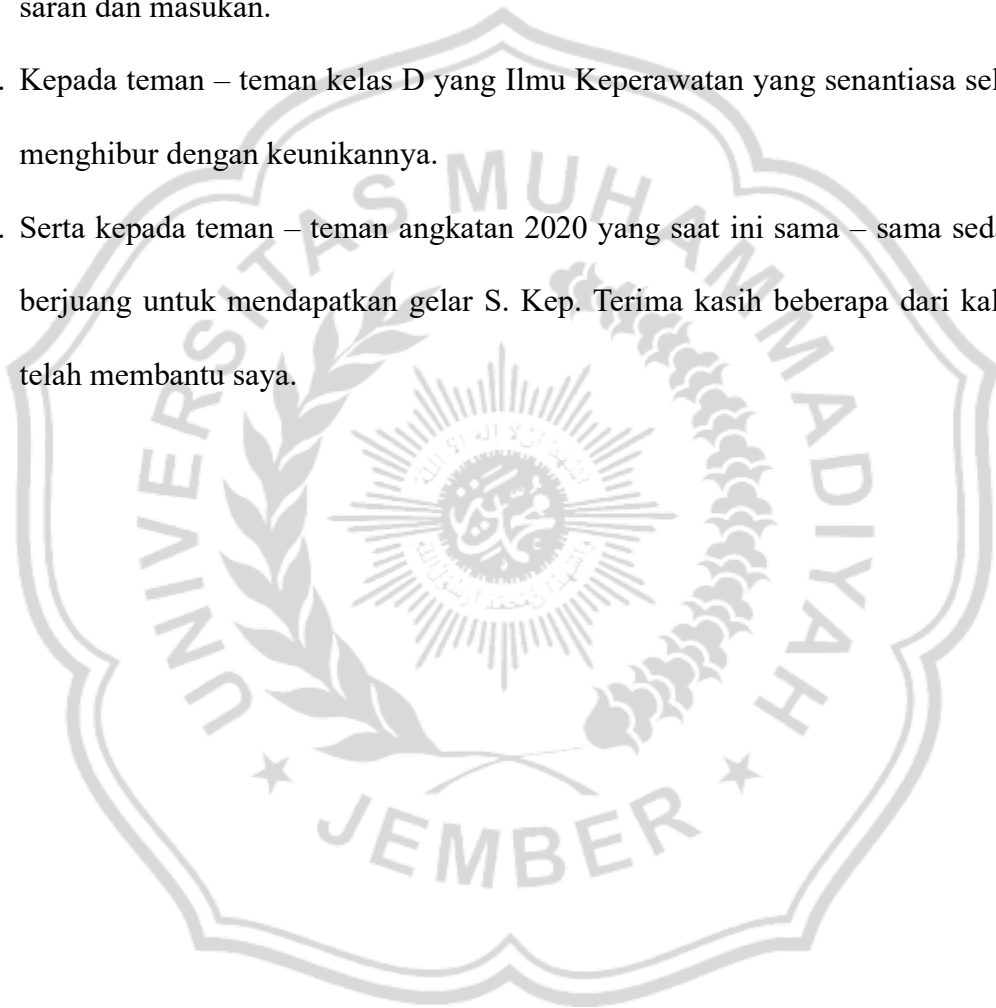 saran dan masukan.
. Kepada teman – teman kelas D yang Ilmu Keperawatan yang senantiasa
menghibur dengan keunikannya.
. Serta kepada teman – teman angkatan 2020 yang saat ini sama – sama
berjuang untuk mendapatkan gelar S. Kep. Terima kasih beberapa dari
telah membantu saya.
UNIVERSITAS MUHAMMADIYAH
JEMBER